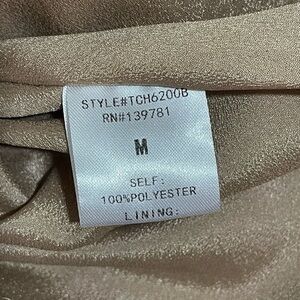 STYLE#TCH6200B
RN#139781
M
SELF:
100%POLYESTER
LINING: